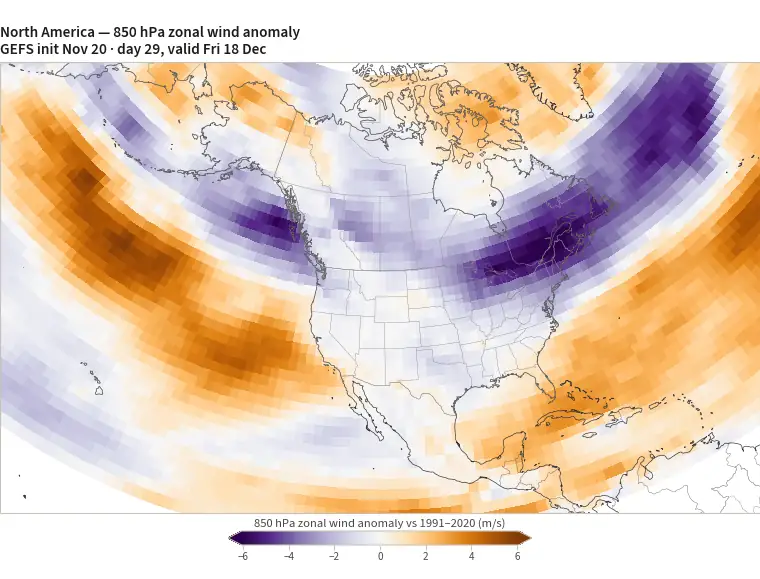 North America — 850 hPa zonal wind anomaly
GEFS init Nov 20 · day 29, valid Fri 18 Dec
850 hPa zonal wind anomaly vs 1991–2020 (m/s)
−6 −4 −2 0 2 4 6